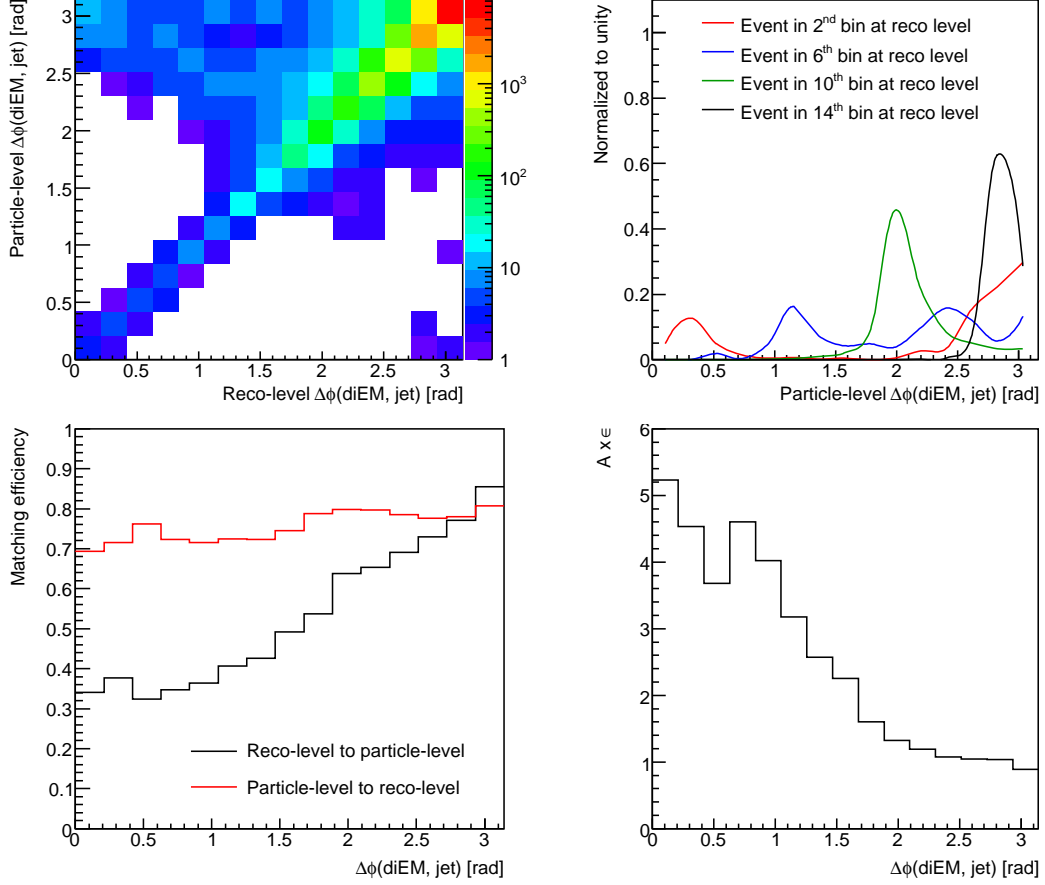 Particle-level Δϕ(diEM, jet) [rad]
3
2.5
2
1.5
1
0.5
0
0 0.5 1 1.5 2 2.5 3
Reco-level Δϕ(diEM, jet) [rad]
10³
10²
10
1
Normalized to unity
1
0.8
0.6
0.4
0.2
0
Event in 2nd bin at reco level
Event in 6th bin at reco level
Event in 10th bin at reco level
Event in 14th bin at reco level
0 0.5 1 1.5 2 2.5 3
Particle-level Δϕ(diEM, jet) [rad]
Matching efficiency
1
0.9
0.8
0.7
0.6
0.5
0.4
0.3
0.2
0.1
0
Reco-level to particle-level
Particle-level to reco-level
0 0.5 1 1.5 2 2.5 3
Δϕ(diEM, jet) [rad]
A x ∈
6
5
4
3
2
1
0
0 0.5 1 1.5 2 2.5 3
Δϕ(diEM, jet) [rad]